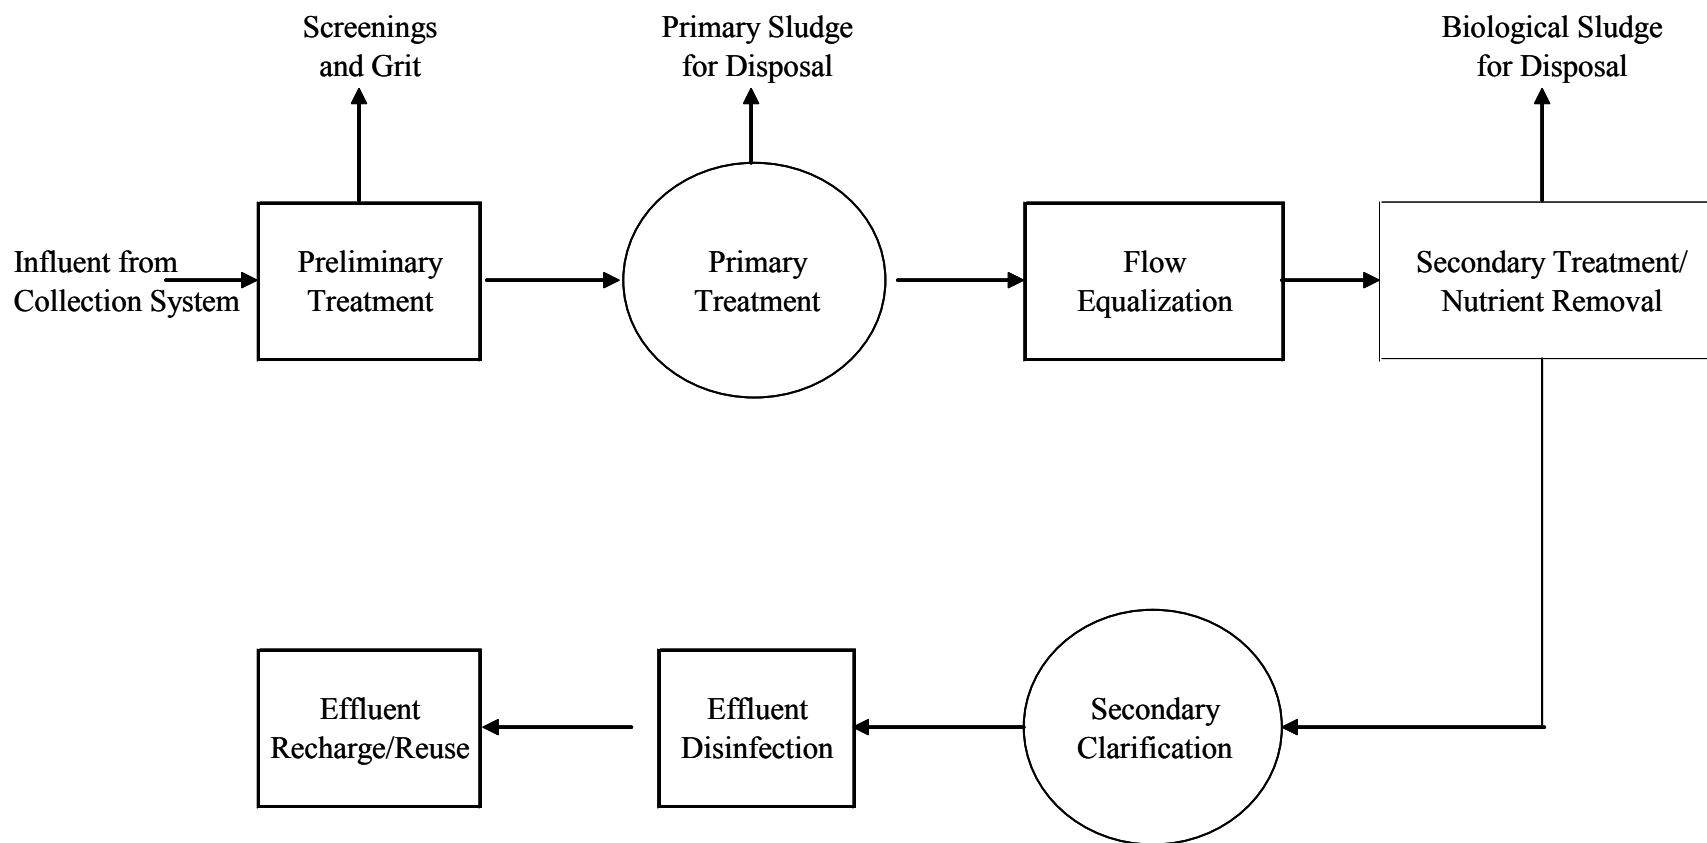 Screenings
and Grit
Primary Sludge
for Disposal
Biological Sludge
for Disposal
Influent from
Collection System
Preliminary
Treatment
Primary
Treatment
Flow
Equalization
Secondary Treatment/
Nutrient Removal
Effluent
Recharge/Reuse
Effluent
Disinfection
Secondary
Clarification